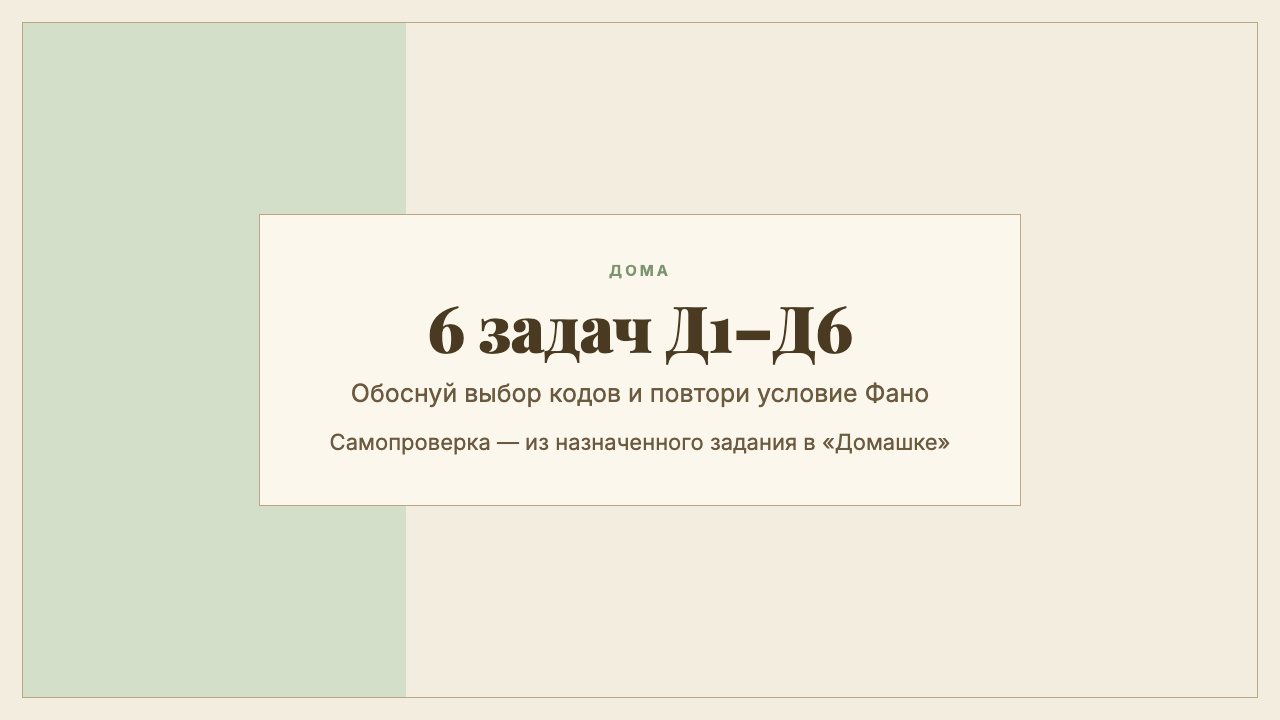 ДОМА
6 задач Д1–Д6
Обоснуй выбор кодов и повтори условие Фано
Самопроверка — из назначенного задания в «Домашке»